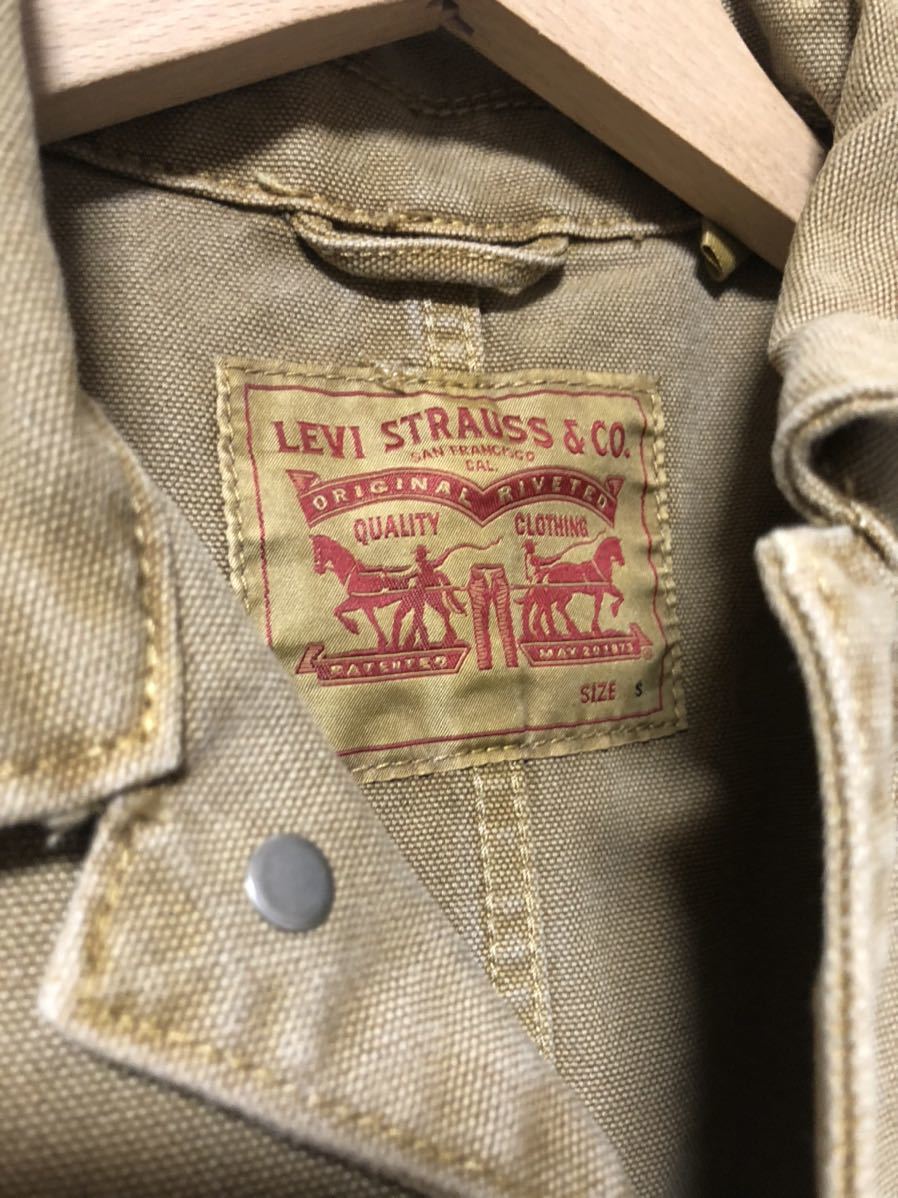 LEVI STRAUSS & CO.
SAN FRANCISCO
CAL.
ORIGINAL RIVETED
QUALITY CLOTHING
PATENTED MAY 20 1873
SIZE S